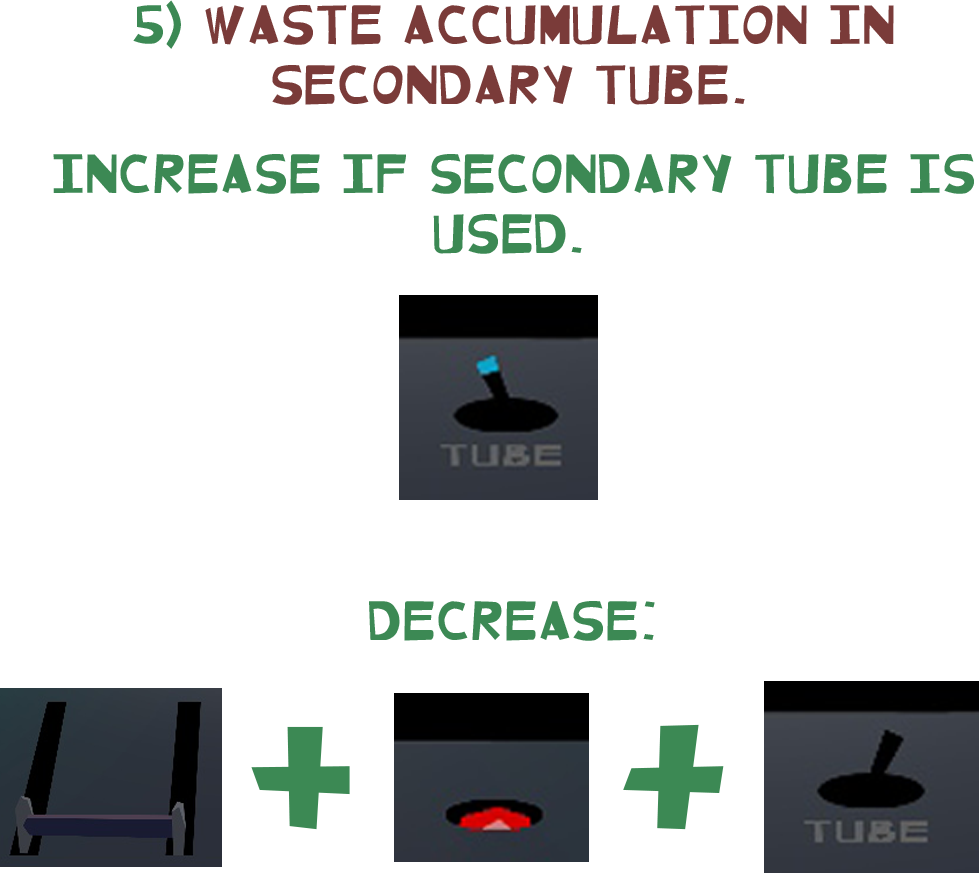 5) WASTE ACCUMULATION IN
SECONDARY TUBE.
INCREASE IF SECONDARY TUBE IS
USED.
TUBE
DECREASE:
TUBE